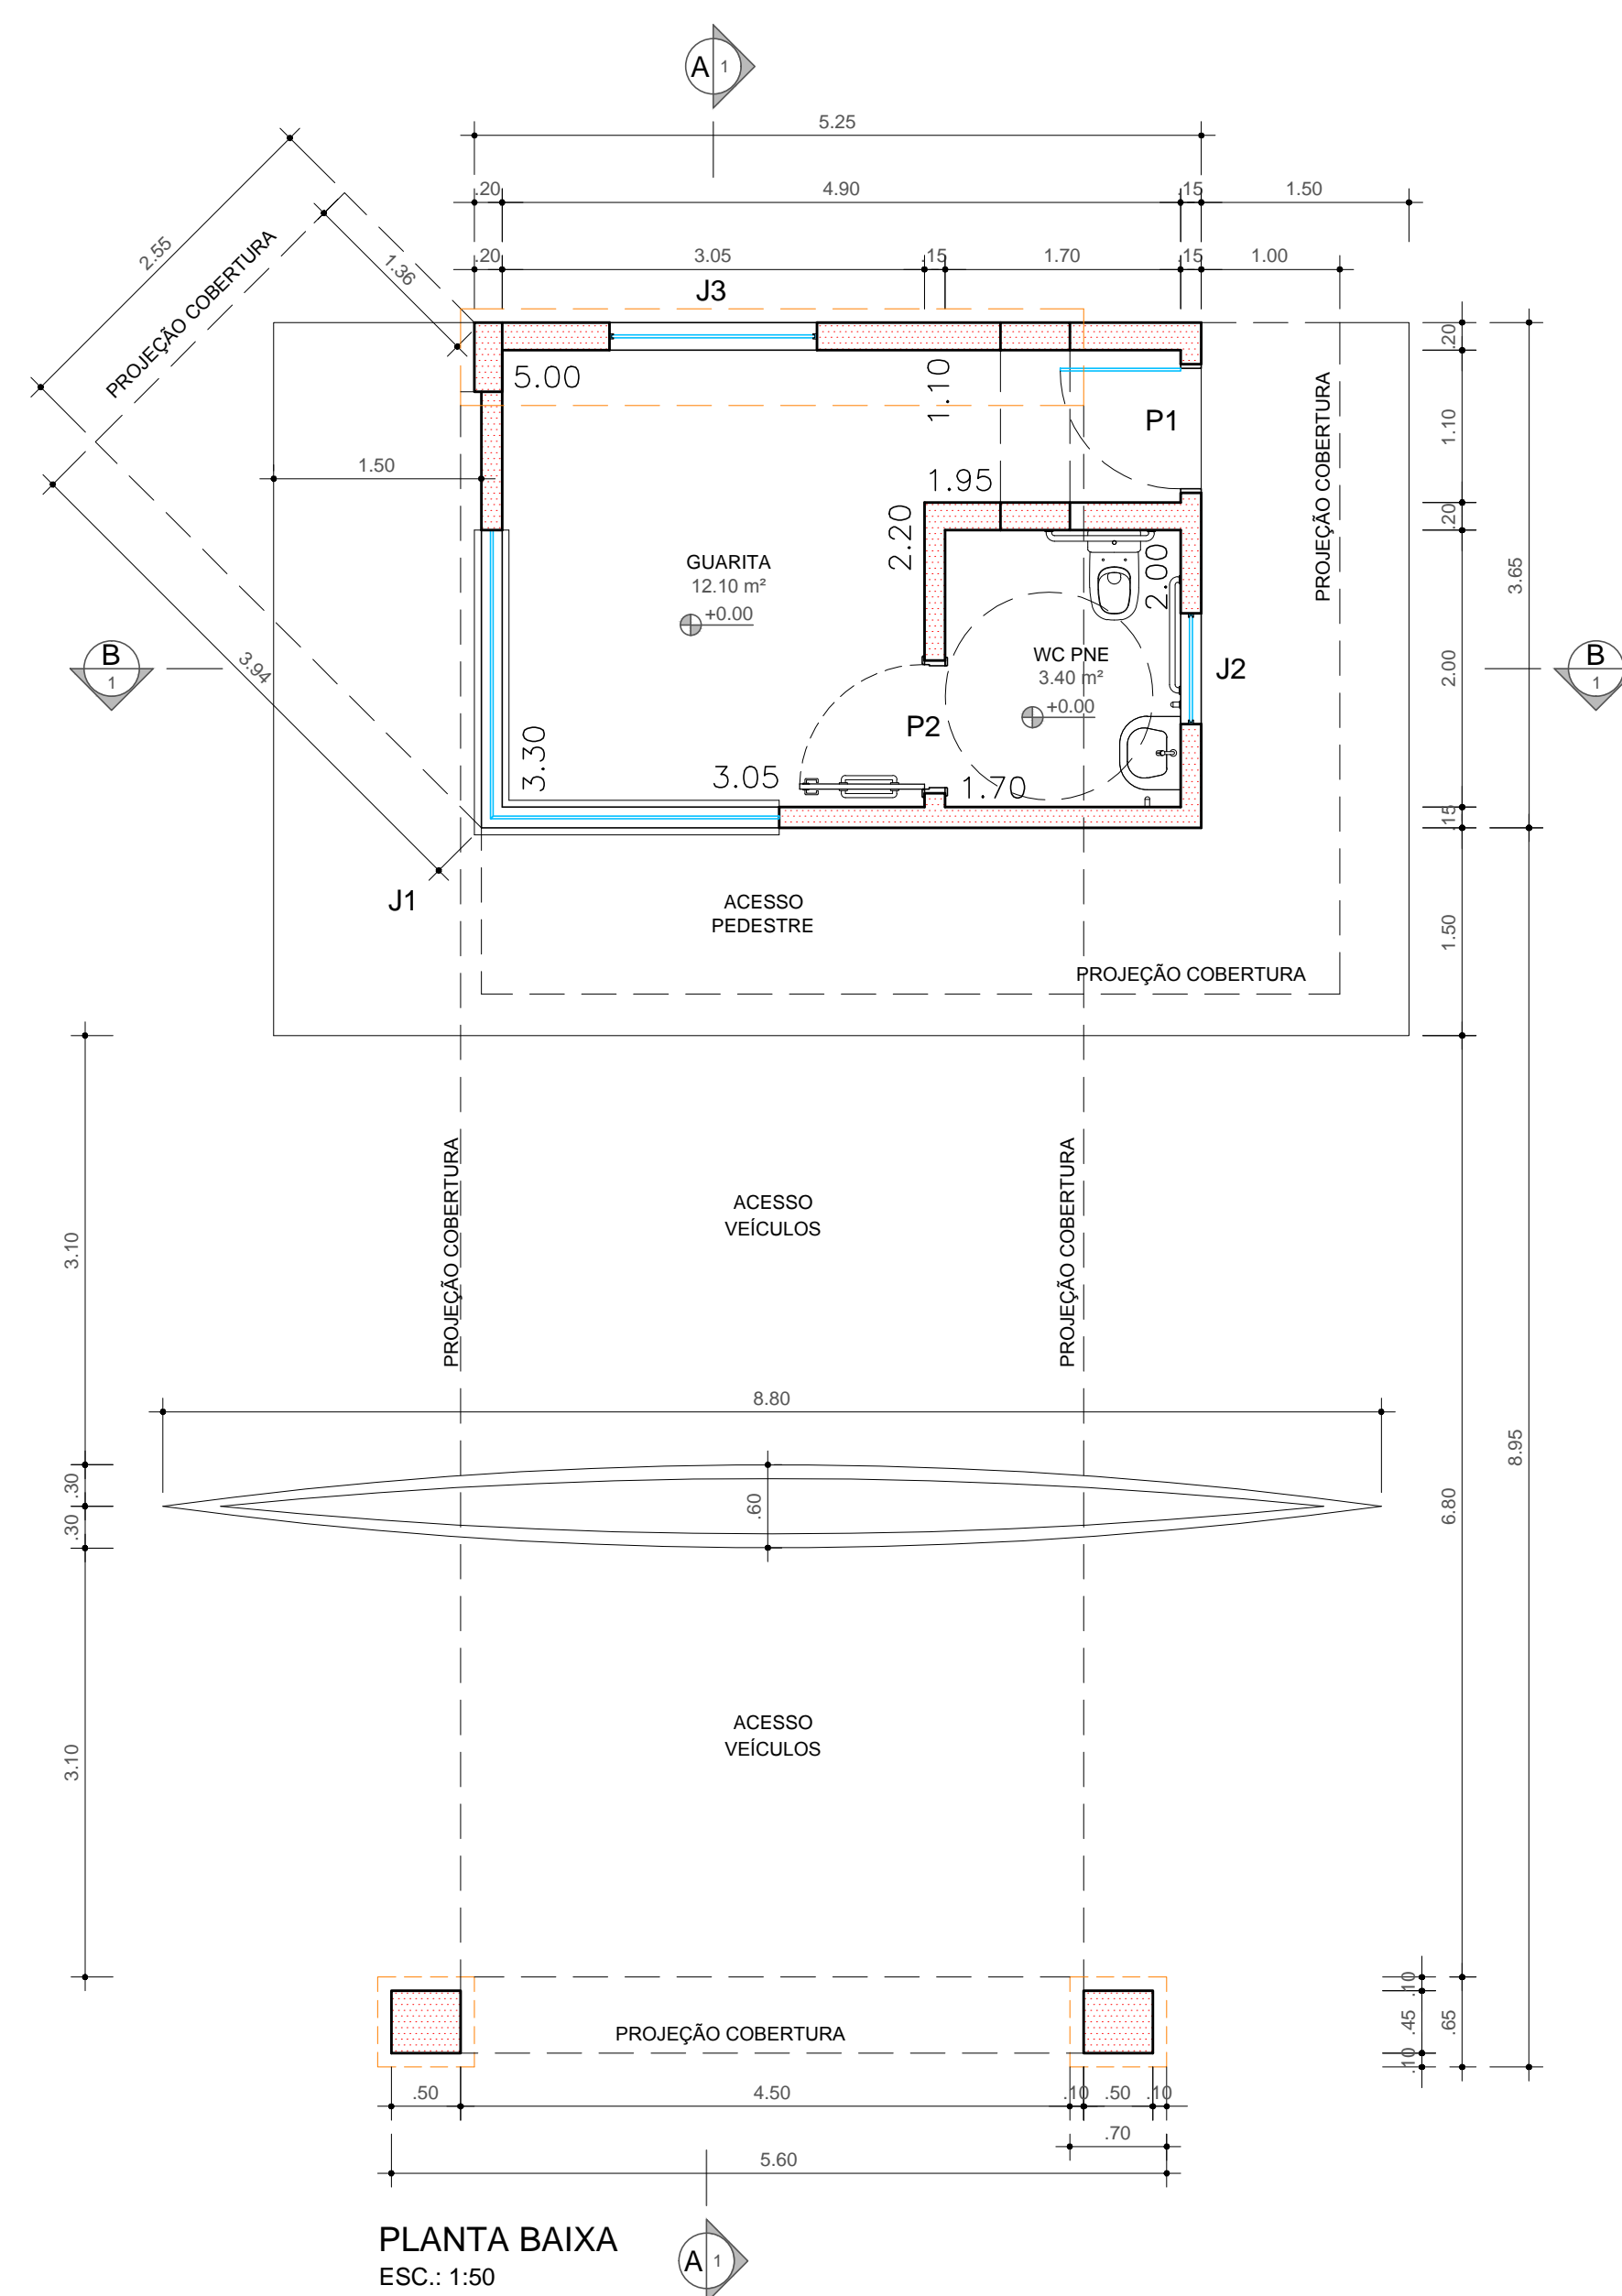 A 1
5.25
.20 4.90 .15 1.50
.20 3.05 .15 1.70 .15 1.00
2.55
PROJEÇÃO COBERTURA
1.36
J3
5.00
1.10
P1
PROJEÇÃO COBERTURA
.20
1.10
.20
3.65
1.50
1.95
2.20
GUARITA
12.10 m²
+0.00
2.00
WC PNE
3.40 m²
+0.00
J2
2.00
B
1
B
1
3.94
P2
3.30
3.05
1.70
.15
J1
ACESSO
PEDESTRE
1.50
PROJEÇÃO COBERTURA
3.10
PROJEÇÃO COBERTURA
ACESSO
VEÍCULOS
PROJEÇÃO COBERTURA
8.80
.30
.30
.60
6.80
8.95
ACESSO
VEÍCULOS
3.10
PROJEÇÃO COBERTURA
.10
.45
.10
.65
.50 4.50 .10 .50 .10
.70
5.60
PLANTA BAIXA
ESC.: 1:50
A 1